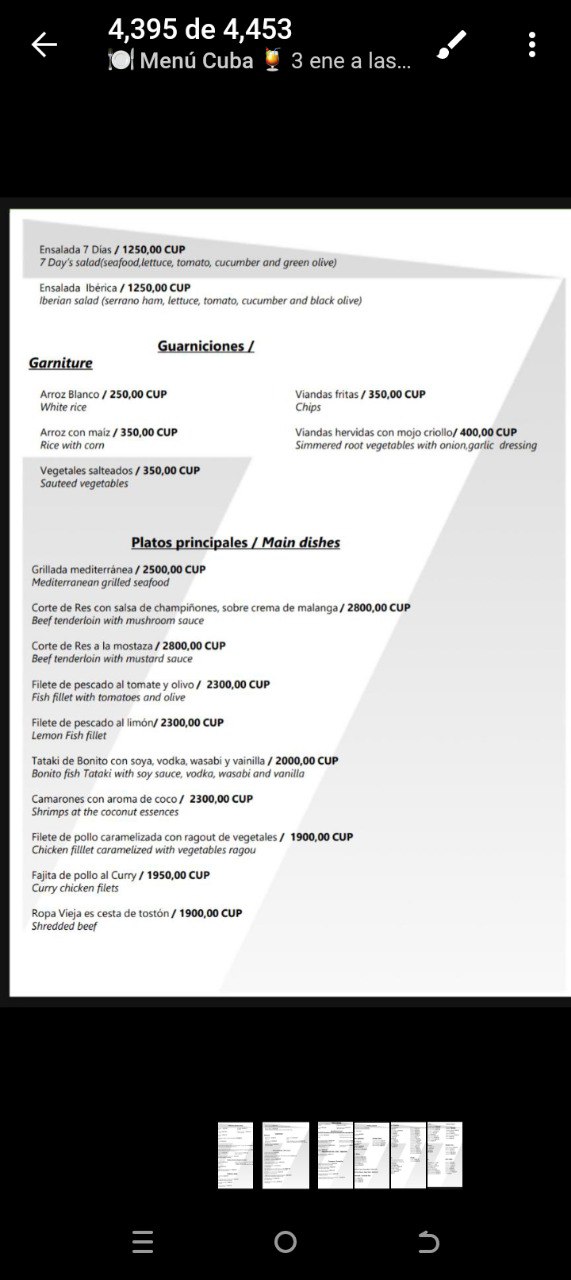 4,395 de 4,453
🍽️ Menú Cuba 🍹 3 ene a las...
Ensalada 7 Días / 1250,00 CUP
7 Day's salad(seafood,lettuce, tomato, cucumber and green olive)
Ensalada Ibérica / 1250,00 CUP
Iberian salad (serrano ham, lettuce, tomato, cucumber and black olive)
Guarniciones /
Garniture
Arroz Blanco / 250,00 CUP
White rice
Arroz con maíz / 350,00 CUP
Rice with corn
Vegetales salteados / 350,00 CUP
Sauteed vegetables
Viandas fritas / 350,00 CUP
Chips
Viandas hervidas con mojo criollo/ 400,00 CUP
Simmered root vegetables with onion,garlic dressing
Platos principales / Main dishes
Grillada mediterránea / 2500,00 CUP
Mediterranean grilled seafood
Corte de Res con salsa de champiñones, sobre crema de malanga / 2800,00 CUP
Beef tenderloin with mushroom sauce
Corte de Res a la mostaza / 2800,00 CUP
Beef tenderloin with mustard sauce
Filete de pescado al tomate y olivo / 2300,00 CUP
Fish fillet with tomatoes and olive
Filete de pescado al limón/ 2300,00 CUP
Lemon Fish fillet
Tataki de Bonito con soya, vodka, wasabi y vainilla / 2000,00 CUP
Bonito fish Tataki with soy sauce, vodka, wasabi and vanilla
Camarones con aroma de coco / 2300,00 CUP
Shrimps at the coconut essences
Filete de pollo caramelizada con ragout de vegetales / 1900,00 CUP
Chicken filllet caramelized with vegetables ragou
Fajita de pollo al Curry / 1950,00 CUP
Curry chicken filets
Ropa Vieja es cesta de tostón / 1900,00 CUP
Shredded beef